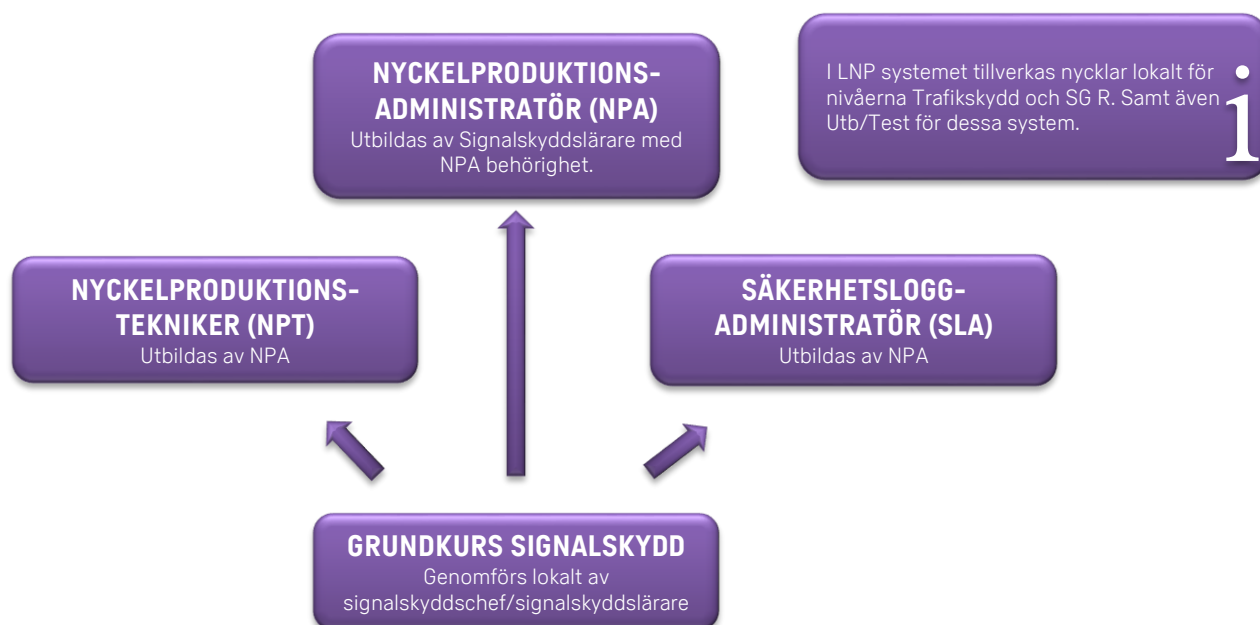 NYCKELPRODUKTIONS-
ADMINISTRATÖR (NPA)
Utbildas av Signalskyddslärare med
NPA behörighet.
I LNP systemet tillverkas nycklar lokalt för
nivåerna Trafikskydd och SG R. Samt även
Utb/Test för dessa system.
i
NYCKELPRODUKTIONS-
TEKNIKER (NPT)
Utbildas av NPA
SÄKERHETSLOGG-
ADMINISTRATÖR (SLA)
Utbildas av NPA
GRUNDKURS SIGNALSKYDD
Genomförs lokalt av
signalskyddschef/signalskyddslärare